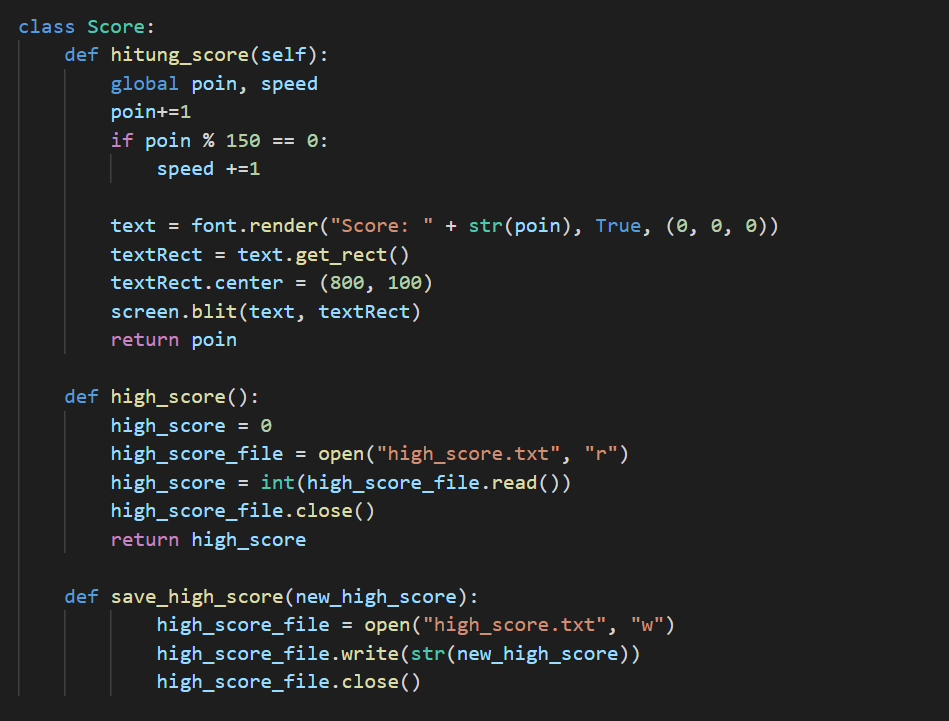 class Score:
    def hitung_score(self):
        global poin, speed
        poin+=1
        if poin % 150 == 0:
            speed +=1

        text = font.render("Score: " + str(poin), True, (0, 0, 0))
        textRect = text.get_rect()
        textRect.center = (800, 100)
        screen.blit(text, textRect)
        return poin

    def high_score():
        high_score = 0
        high_score_file = open("high_score.txt", "r")
        high_score = int(high_score_file.read())
        high_score_file.close()
        return high_score

    def save_high_score(new_high_score):
            high_score_file = open("high_score.txt", "w")
            high_score_file.write(str(new_high_score))
            high_score_file.close()